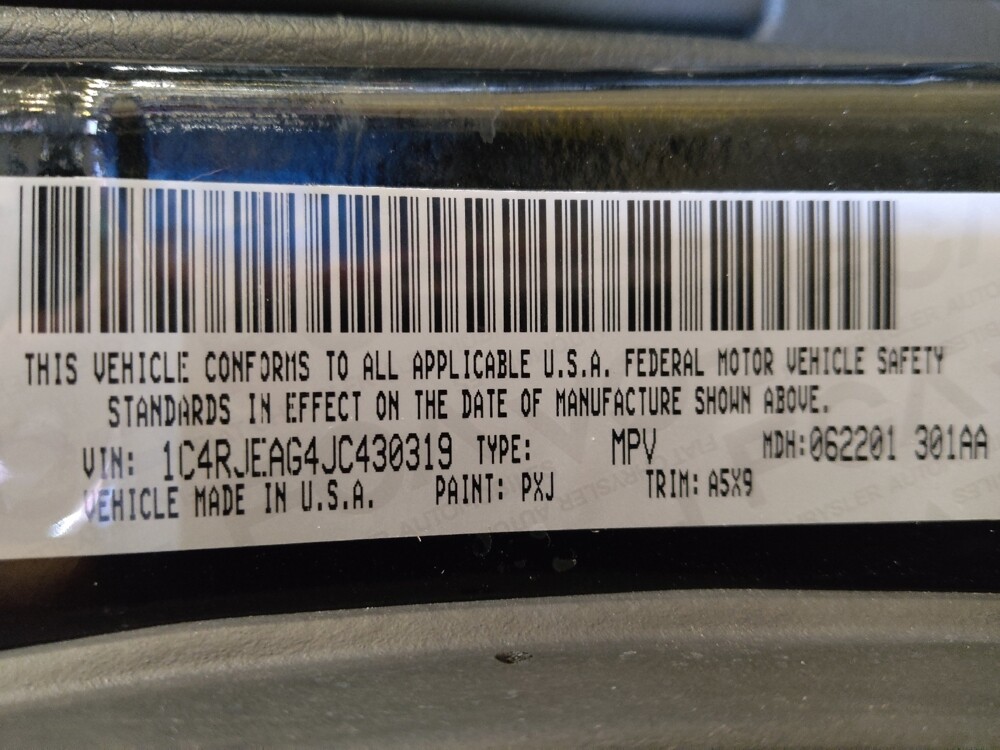 THIS VEHICLE CONFORMS TO ALL APPLICABLE U.S.A. FEDERAL MOTOR VEHICLE SAFETY
STANDARDS IN EFFECT ON THE DATE OF MANUFACTURE SHOWN ABOVE.
VIN: 1C4RJEAG4JC430319 TYPE: MPV MDH:062201 301AA
VEHICLE MADE IN U.S.A. PAINT: PXJ TRIM: A5X9